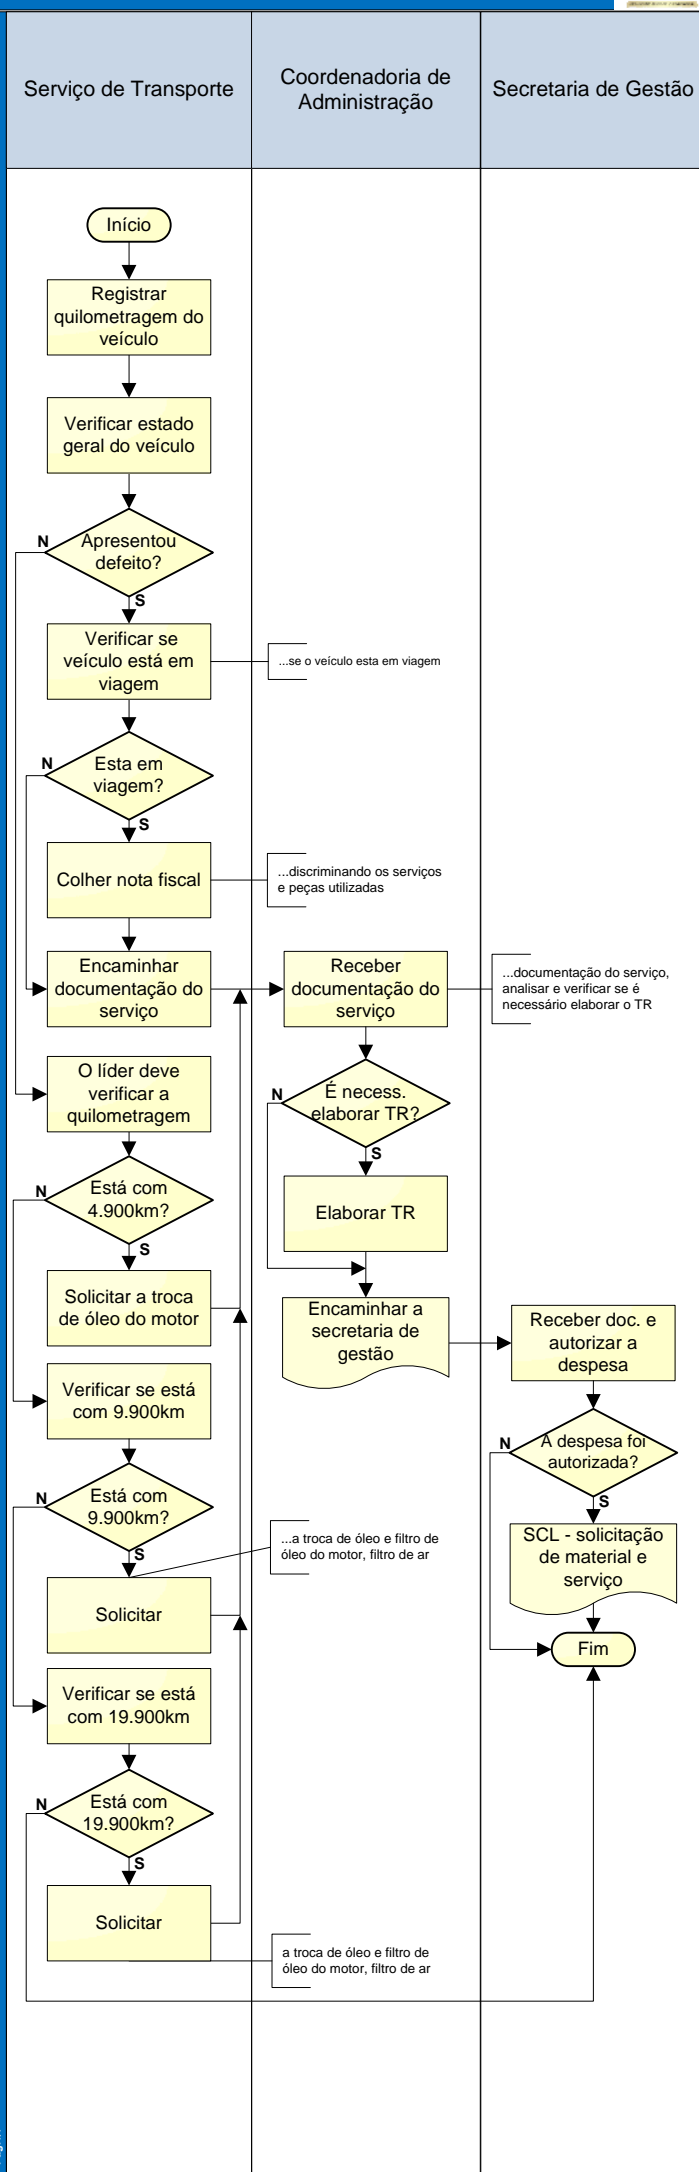 Serviço de Transporte
Coordenadoria de
Administração
Secretaria de Gestão
Início
Registrar
quilometragem do
veículo
Verificar estado
geral do veículo
N
Apresentou
defeito?
S
Verificar se
veículo está em
viagem
...se o veículo esta em viagem
N
Esta em
viagem?
S
Colher nota fiscal
...discriminando os serviços
e peças utilizadas
Encaminhar
documentação do
serviço
Receber
documentação do
serviço
...documentação do serviço,
analisar e verificar se é
necessário elaborar o TR
O líder deve
verificar a
quilometragem
N
É necess.
elaborar TR?
S
N
Está com
4.900km?
S
Elaborar TR
Solicitar a troca
de óleo do motor
Encaminhar a
secretaria de
gestão
Receber doc. e
autorizar a
despesa
Verificar se está
com 9.900km
N
A despesa foi
autorizada?
S
N
Está com
9.900km?
S
...a troca de óleo e filtro de
óleo do motor, filtro de ar
SCL - solicitação
de material e
serviço
Solicitar
Fim
Verificar se está
com 19.900km
N
Está com
19.900km?
S
Solicitar
a troca de óleo e filtro de
óleo do motor, filtro de ar